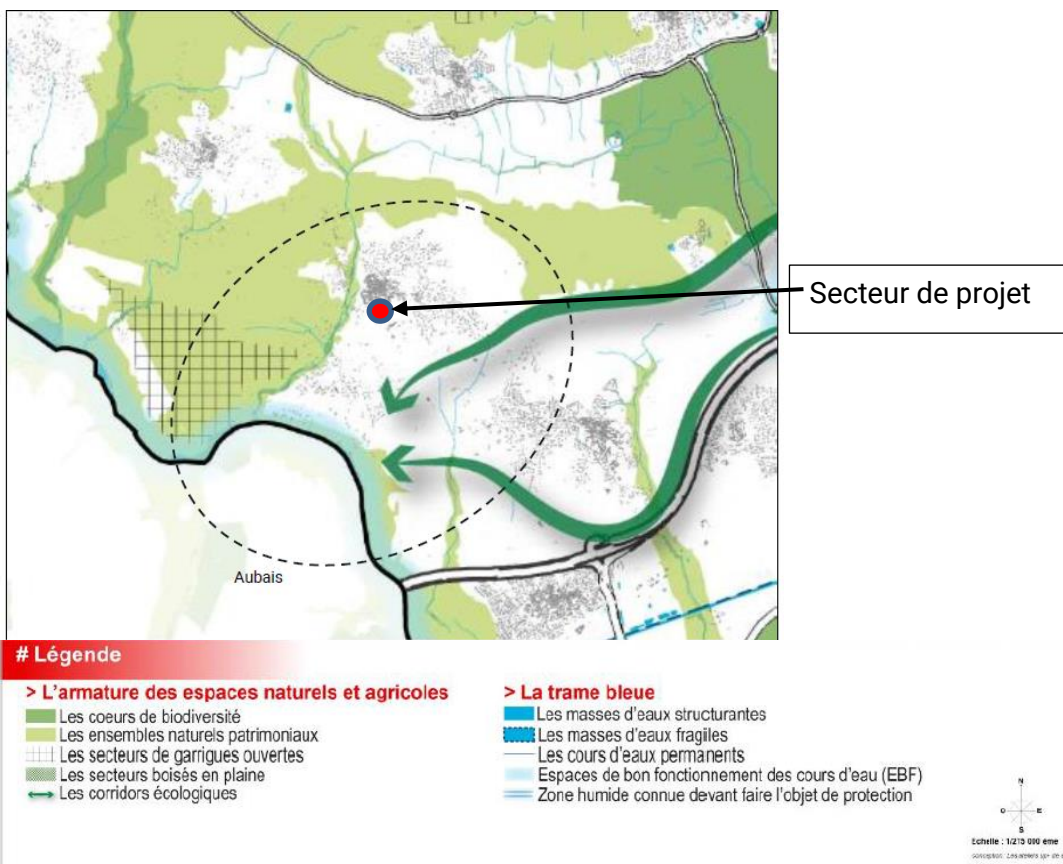 Secteur de projet
Aubais
# Légende
> L'armature des espaces naturels et agricoles
Les coeurs de biodiversité
Les ensembles naturels patrimoniaux
Les secteurs de garrigues ouvertes
Les secteurs boisés en plaine
Les corridors écologiques
> La trame bleue
Les masses d'eaux structurantes
Les masses d'eaux fragiles
Les cours d'eaux permanents
Espaces de bon fonctionnement des cours d'eau (EBF)
Zone humide connue devant faire l'objet de protection
N
O E
S
Echelle : 1/215 000 ème